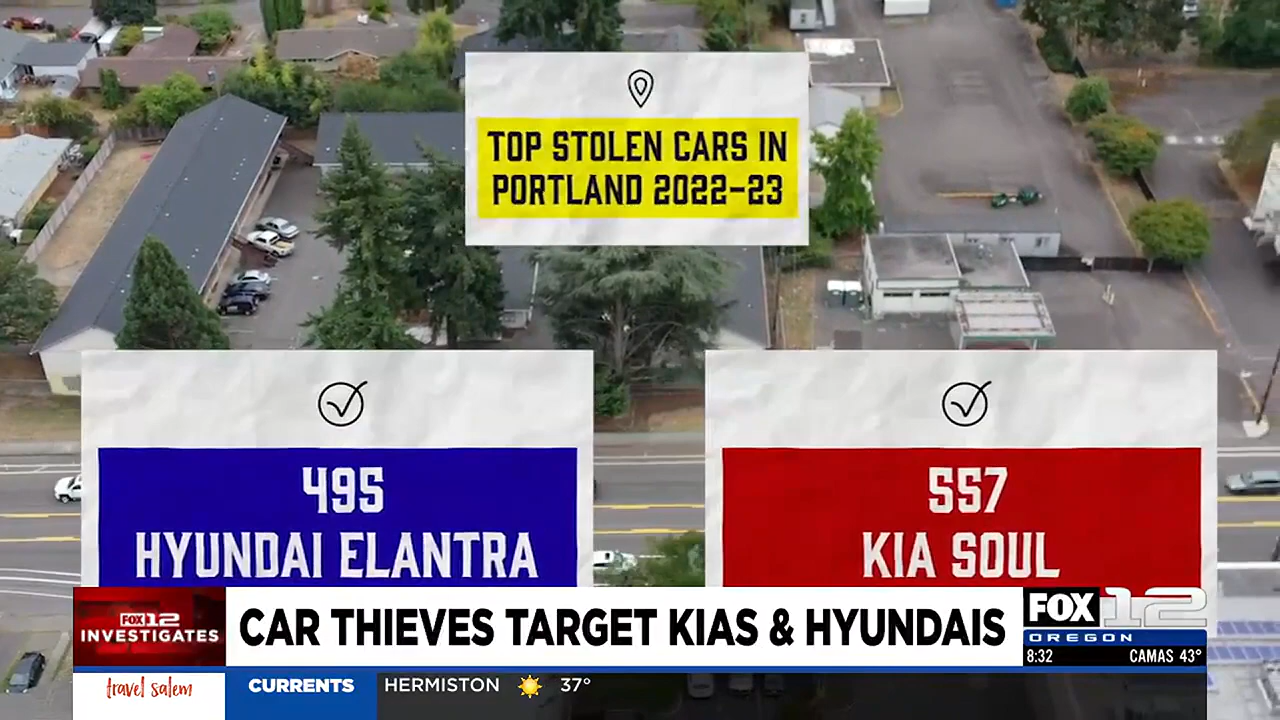 TOP STOLEN CARS IN
PORTLAND 2022-23
495
HYUNDAI ELANTRA
557
KIA SOUL
FOX 12
INVESTIGATES
CAR THIEVES TARGET KIAS & HYUNDAIS
FOX 12
OREGON
8:32 CAMAS 43°
travel salem
CURRENTS
HERMISTON 37°